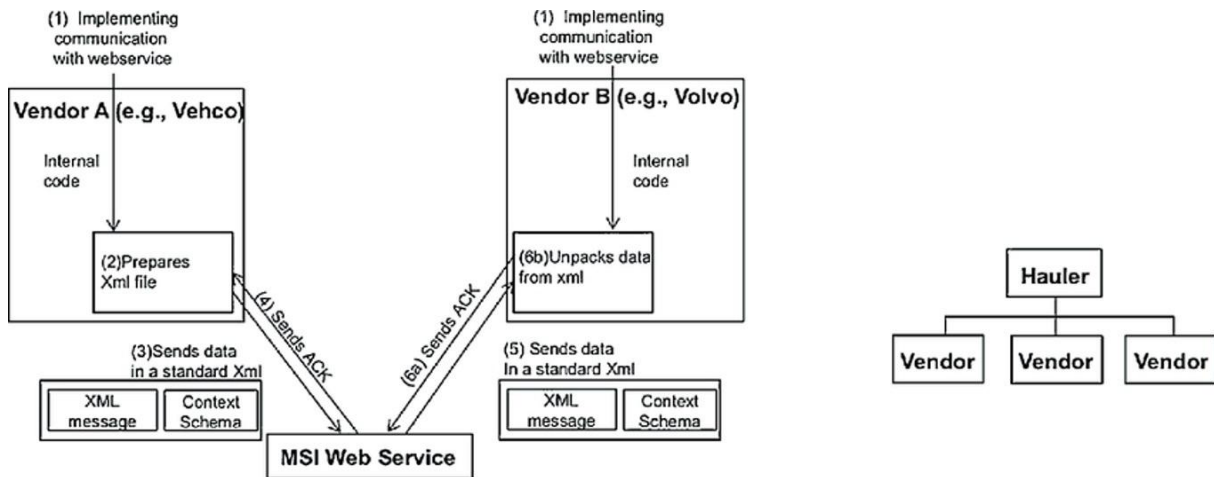 (1) Implementing
communication
with webservice
Vendor A (e.g., Vehco)
Internal
code
(2)Prepares
Xml file
(4) Sends ACK
(3)Sends data
in a standard Xml
XML
message
Context
Schema
MSI Web Service
(1) Implementing
communication
with webservice
Vendor B (e.g., Volvo)
Internal
code
(6b)Unpacks data
from xml
(6a) Sends ACK
(5) Sends data
In a standard Xml
XML
message
Context
Schema
Hauler
Vendor
Vendor
Vendor